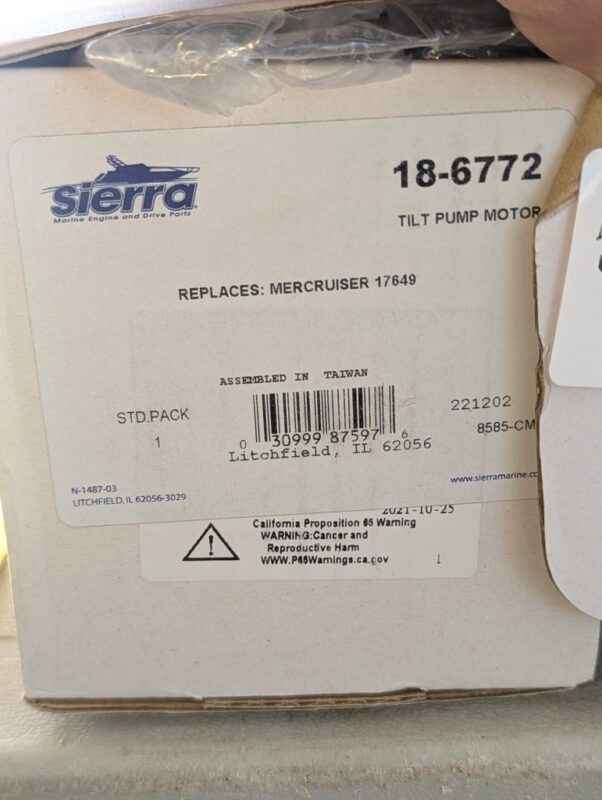 sierra
Marine Engine and Drive Parts
18-6772
TILT PUMP MOTOR
REPLACES: MERCRUISER 17649
ASSEMBLED IN TAIWAN
STD.PACK
1
0 30999 87597 6
221202
8585-CM
Litchfield, IL 62056
N-1487-03
LITCHFIELD, IL 62056-3029
www.sierramarine.co
2021-10-25
California Proposition 65 Warning
WARNING:Cancer and
Reproductive Harm
WWW.P65Warnings.ca.gov
1